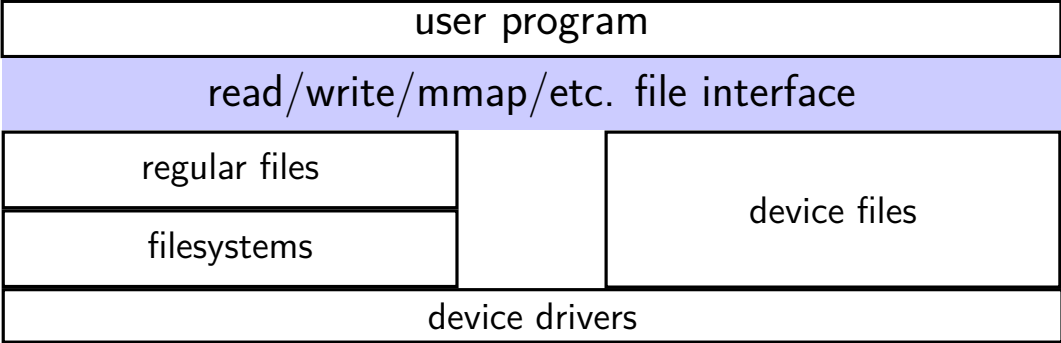 user program
read/write/mmap/etc. file interface
regular files
device files
filesystems
device drivers